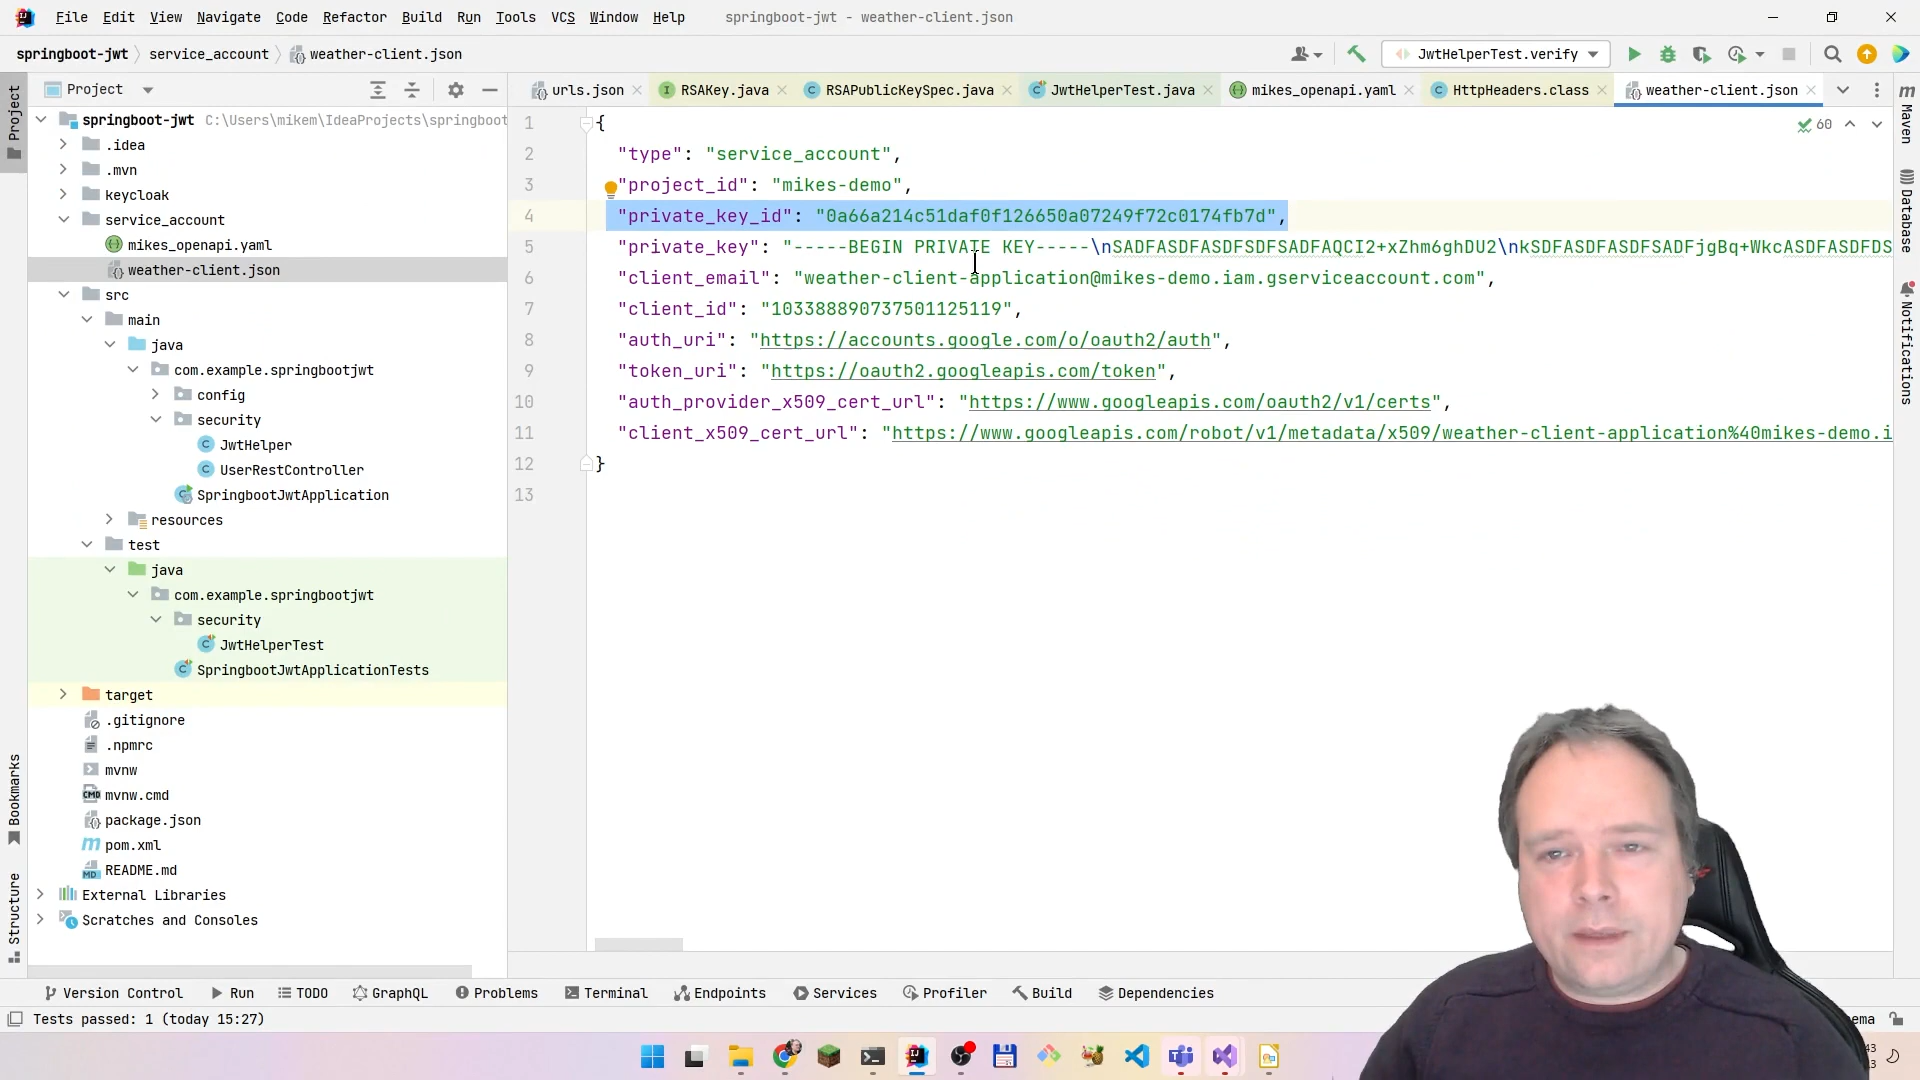 File Edit View Navigate Code Refactor Build Run Tools VCS Window Help springboot-jwt - weather-client.json
springboot-jwt service_account weather-client.json JwtHelperTest.verify
Project
urls.json RSAKey.java RSAPublicKeySpec.java JwtHelperTest.java mikes_openapi.yaml HttpHeaders.class weather-client.json
springboot-jwt C:\Users\mikem\IdeaProjects\springboot
.idea
.mvn
keycloak
service_account
mikes_openapi.yaml
weather-client.json
src
main
java
com.example.springbootjwt
config
security
JwtHelper
UserRestController
SpringbootJwtApplication
resources
test
java
com.example.springbootjwt
security
JwtHelperTest
SpringbootJwtApplicationTests
target
.gitignore
.npmrc
mvnw
mvnw.cmd
package.json
pom.xml
README.md
External Libraries
Scratches and Consoles
1 {
2 "type": "service_account",
3 "project_id": "mikes-demo",
4 "private_key_id": "0a66a214c51daf0f126650a07249f72c0174fb7d",
5 "private_key": "-----BEGIN PRIVATE KEY-----\nSADFASDFASDFSDFSADFAQCI2+xZhm6ghDU2\nkSDFASDFASDFSADFjgBq+WkcASDFASDFDS
6 "client_email": "weather-client-application@mikes-demo.iam.gserviceaccount.com",
7 "client_id": "103388890737501125119",
8 "auth_uri": "https://accounts.google.com/o/oauth2/auth",
9 "token_uri": "https://oauth2.googleapis.com/token",
10 "auth_provider_x509_cert_url": "https://www.googleapis.com/oauth2/v1/certs",
11 "client_x509_cert_url": "https://www.googleapis.com/robot/v1/metadata/x509/weather-client-application%40mikes-demo.i
12 }
13
60
Project
Bookmarks
Structure
Maven
Database
Notifications
Version Control Run TODO GraphQL Problems Terminal Endpoints Services Profiler Build Dependencies
Tests passed: 1 (today 15:27)